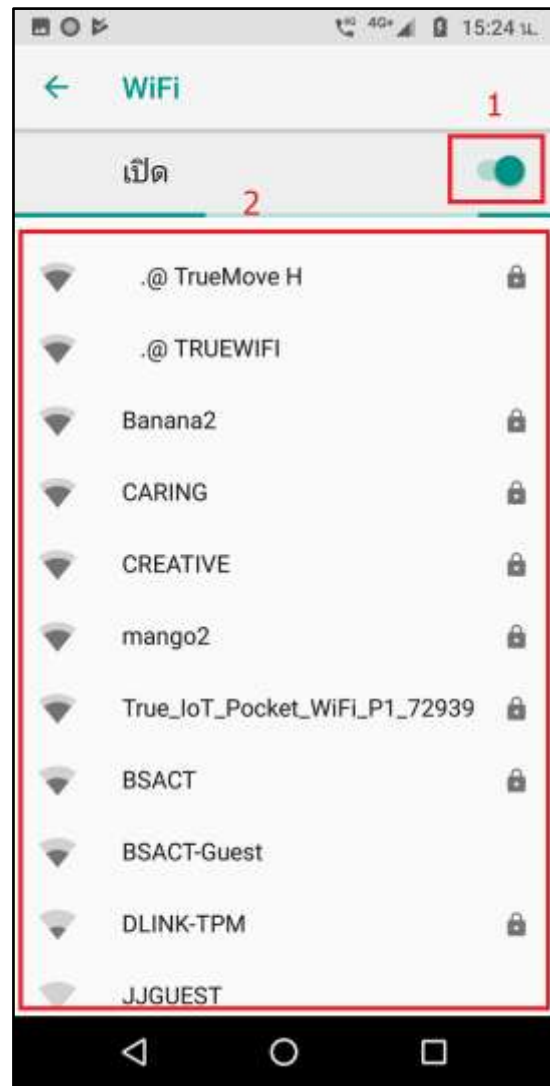 4G+ 15:24 น.
WiFi
1
เปิด
2
.@ TrueMove H
.@ TRUEWIFI
Banana2
CARING
CREATIVE
mango2
True_IoT_Pocket_WiFi_P1_72939
BSACT
BSACT-Guest
DLINK-TPM
JJGUEST